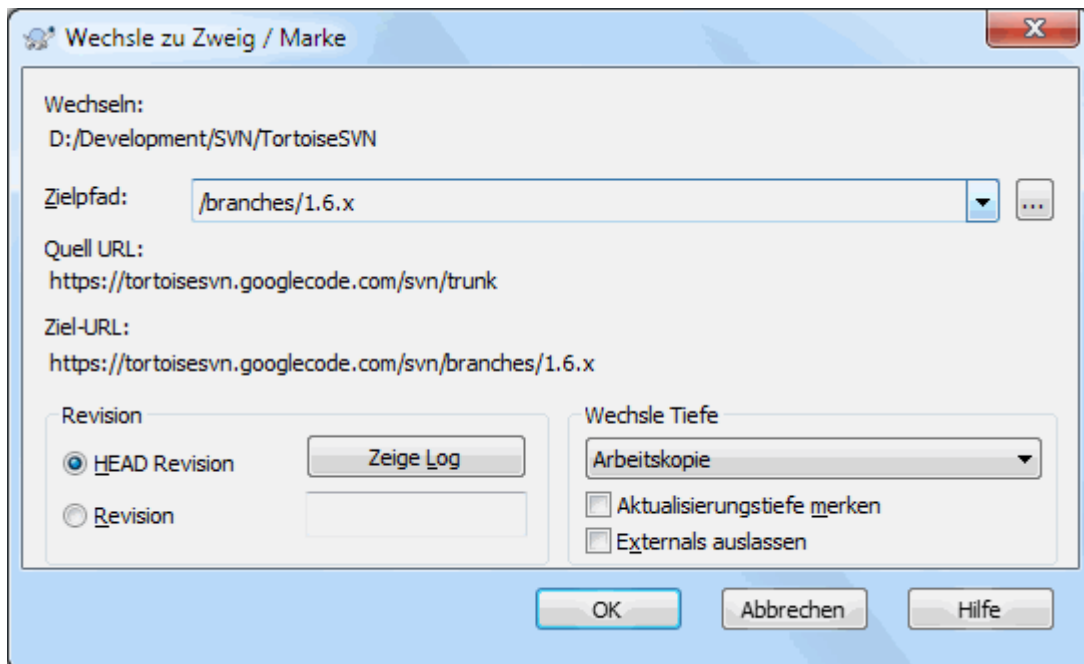 Wechsle zu Zweig / Marke
Wechseln:
D:/Development/SVN/TortoiseSVN
Zielpfad: /branches/1.6.x ...
Quell URL:
https://tortoisesvn.googlecode.com/svn/trunk
Ziel-URL:
https://tortoisesvn.googlecode.com/svn/branches/1.6.x
Revision
HEAD Revision Zeige Log
Revision
Wechsle Tiefe
Arbeitskopie
Aktualisierungstiefe merken
Externals auslassen
OK Abbrechen Hilfe